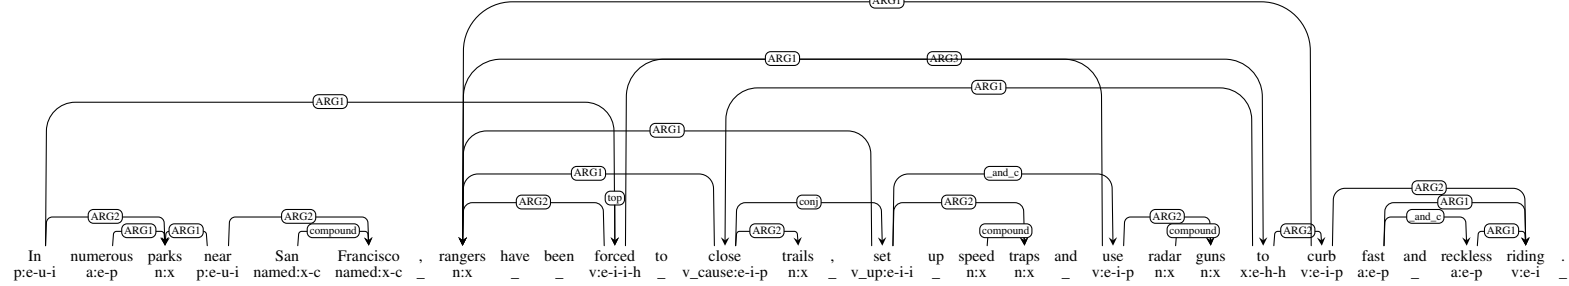 ARG1
ARG1 ARG3
ARG1
ARG1
ARG1 _and_c
ARG1 ARG2 top conj ARG2 ARG2 ARG1
ARG2 ARG2 ARG2 _and_c
ARG1 ARG1 compound ARG2 compound compound ARG2 ARG1
In numerous parks near San Francisco , rangers have been forced to close trails , set up speed traps and use radar guns to curb fast and reckless riding .
p:e-u-i a:e-p n:x p:e-u-i named:x-c named:x-c _ n:x _ _ v:e-i-i-h _ v_cause:e-i-p n:x _ v_up:e-i-i _ n:x n:x _ v:e-i-p n:x n:x x:e-h-h v:e-i-p a:e-p _ a:e-p v:e-i _